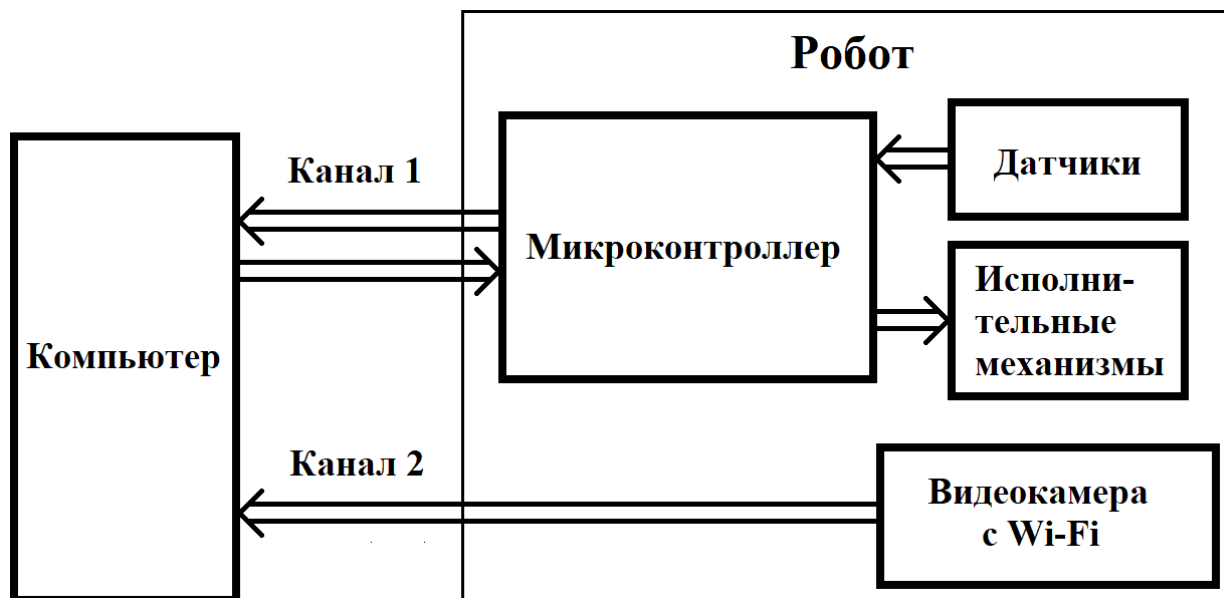 Робот
Датчики
Канал 1
Микроконтроллер
Исполни-
тельные
механизмы
Компьютер
Канал 2
Видеокамера
с Wi-Fi